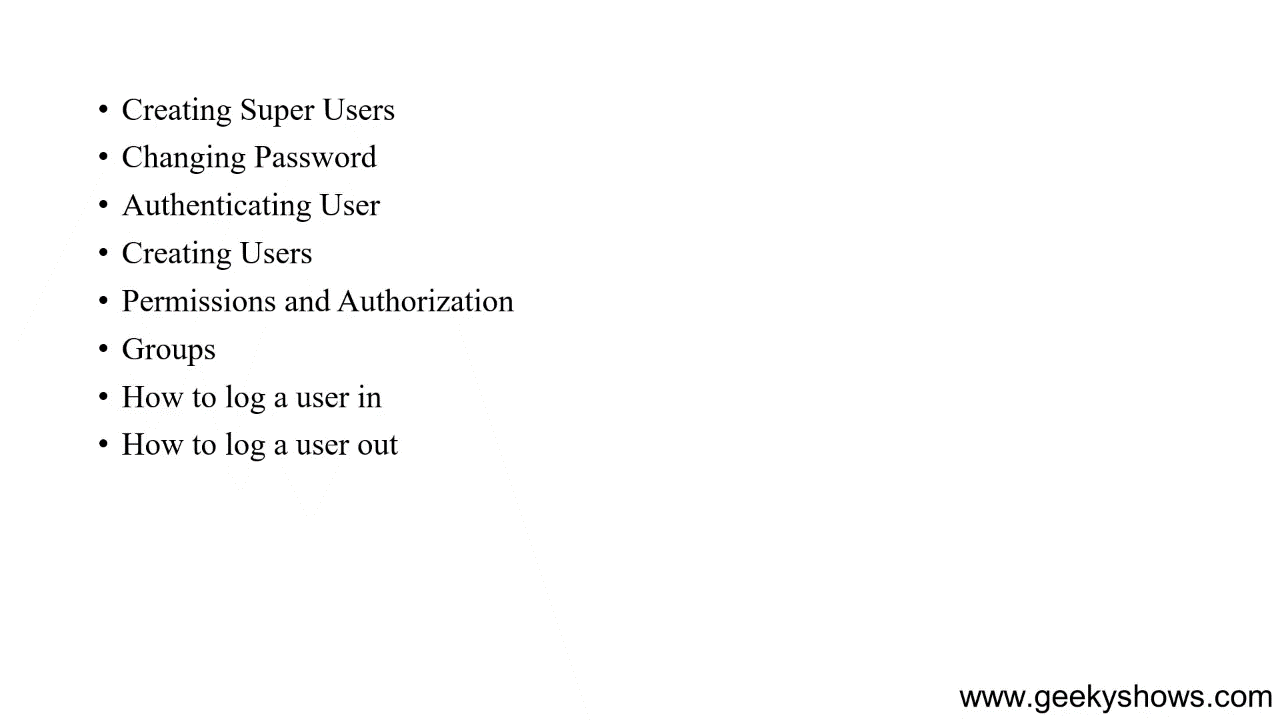 • Creating Super Users
• Changing Password
• Authenticating User
• Creating Users
• Permissions and Authorization
• Groups
• How to log a user in
• How to log a user out
www.geekyshows.com